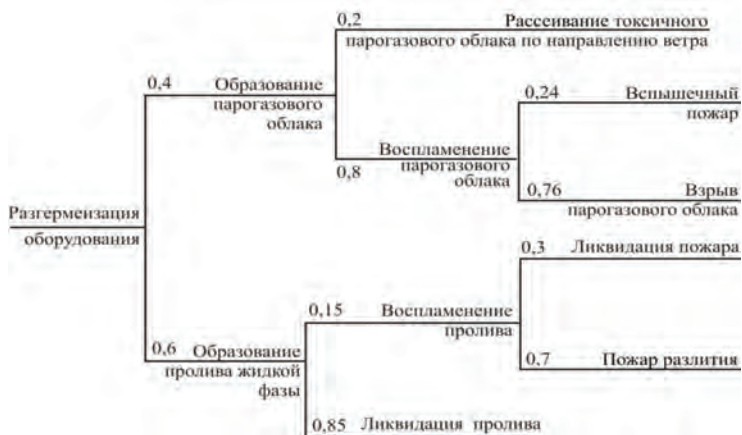 0,2 Рассеивание токсичного
парогазового облака по направлению ветра
0,4 Образование
парогазового
облака
0,24 Вспышечный
пожар
Воспламенение
0,8 парогазового
облака
0,76 Взрыв
парогазового облака
Разгермеизация
оборудования
0,3 Ликвидация пожара
0,15 Воспламенение
пролива
0,6 Образование
пролива жидкой
фазы
0,7 Пожар разлития
0,85 Ликвидация пролива